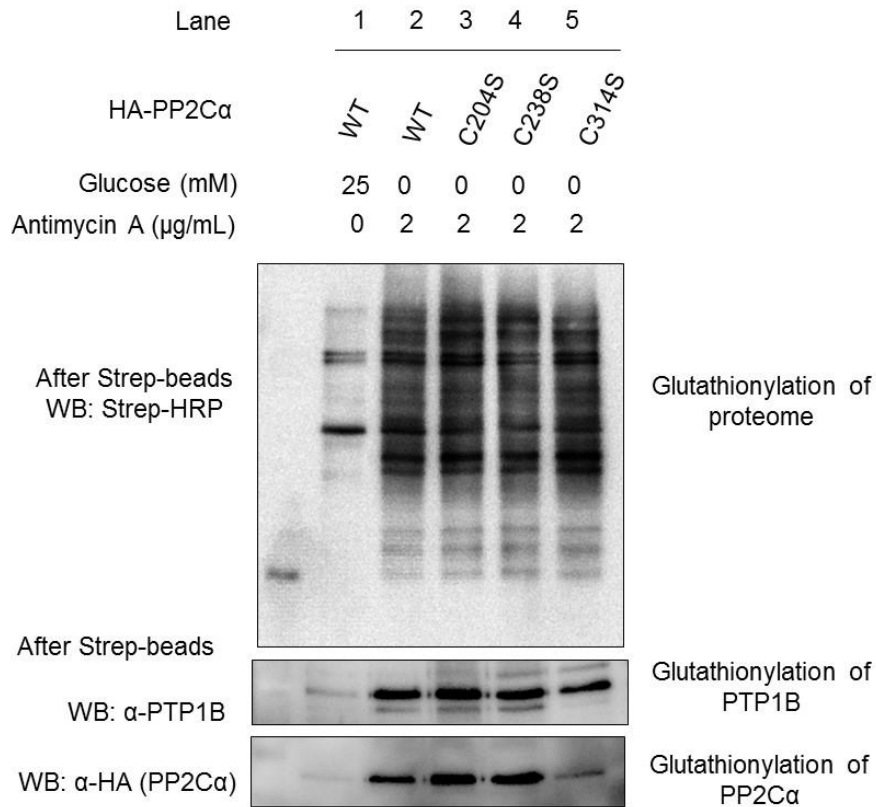 Lane 1 2 3 4 5
HA-PP2Cα WT WT C204S C238S C314S
Glucose (mM) 25 0 0 0 0
Antimycin A (µg/mL) 0 2 2 2 2
After Strep-beads
WB: Strep-HRP
Glutathionylation of
proteome
After Strep-beads
WB: α-PTP1B
Glutathionylation of
PTP1B
WB: α-HA (PP2Cα)
Glutathionylation of
PP2Cα